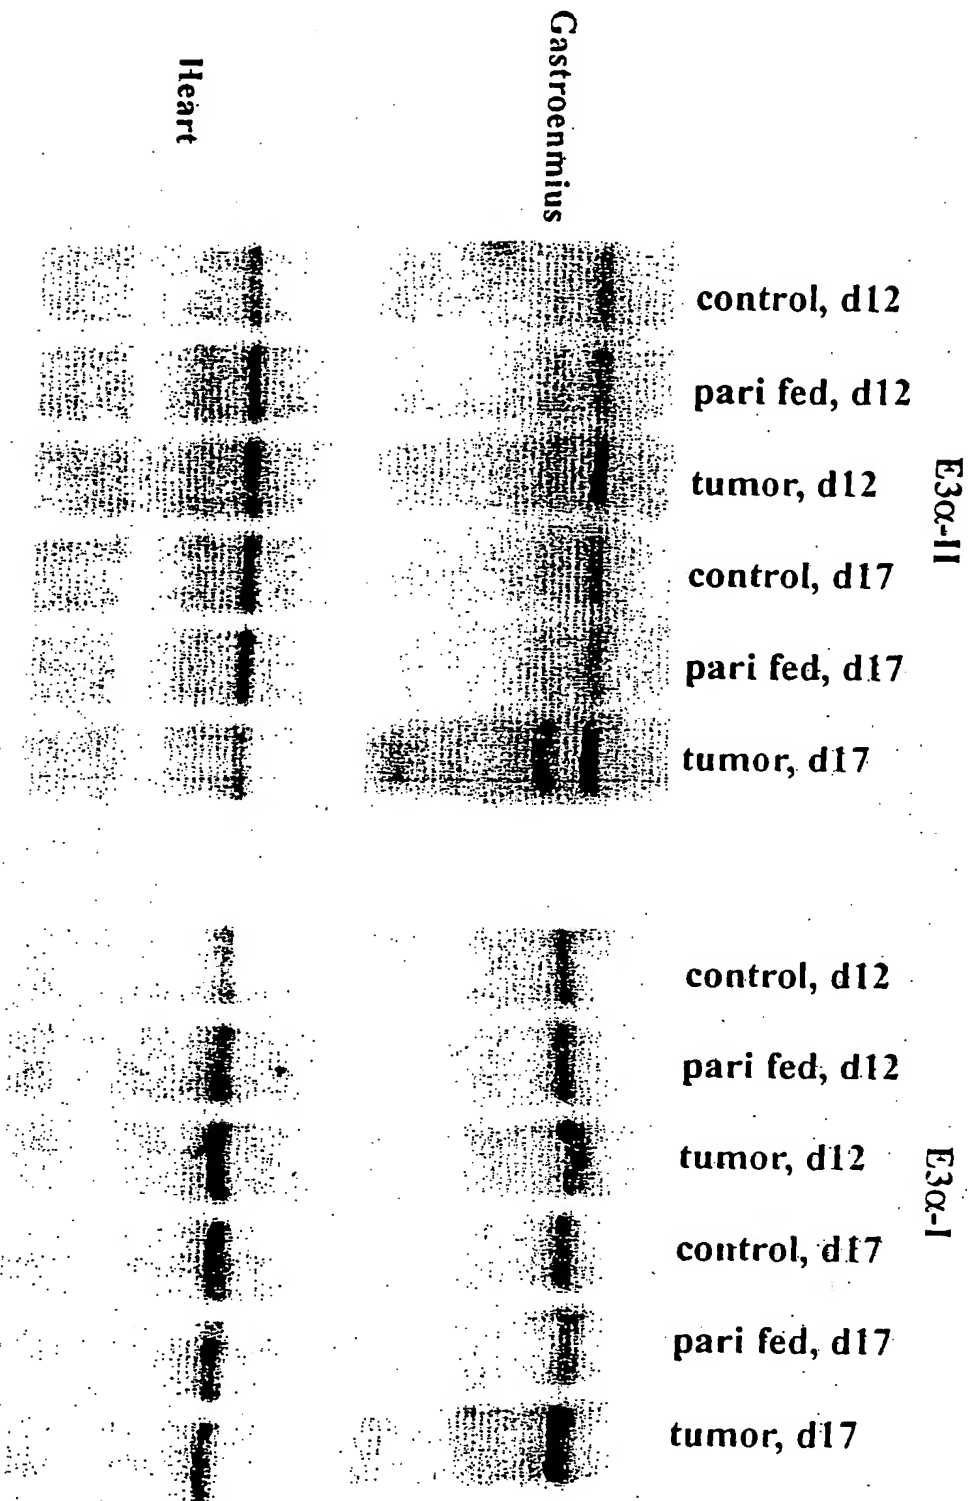 E3α-II
control, d12
pari fed, d12
tumor, d12
control, d17
pari fed, d17
tumor, d17
E3α-I
control, d12
pari fed, d12
tumor, d12
control, d17
pari fed, d17
tumor, d17
Gastroenmius
Heart